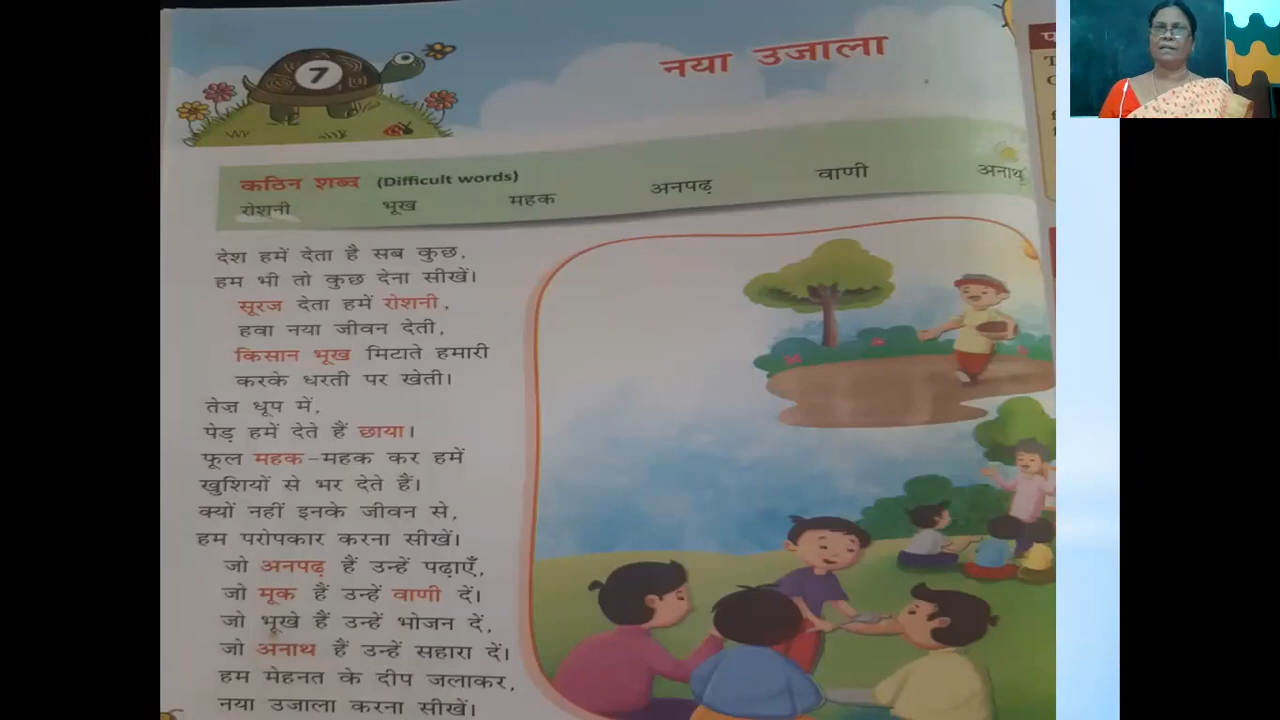 7
नया उजाला
कठिन शब्द (Difficult words)
रोशनी भूख महक अनपढ़ वाणी अनाथ
देश हमें देता है सब कुछ,
हम भी तो कुछ देना सीखें।
सूरज देता हमें रोशनी,
हवा नया जीवन देती,
किसान भूख मिटाते हमारी
करके धरती पर खेती।
तेज़ धूप में,
पेड़ हमें देते हैं छाया।
फूल महक-महक कर हमें
खुशियों से भर देते हैं।
क्यों नहीं इनके जीवन से,
हम परोपकार करना सीखें।
जो अनपढ़ हैं उन्हें पढ़ाएँ,
जो मूक हैं उन्हें वाणी दें।
जो भूखे हैं उन्हें भोजन दें,
जो अनाथ हैं उन्हें सहारा दें।
हम मेहनत के दीप जलाकर,
नया उजाला करना सीखें।